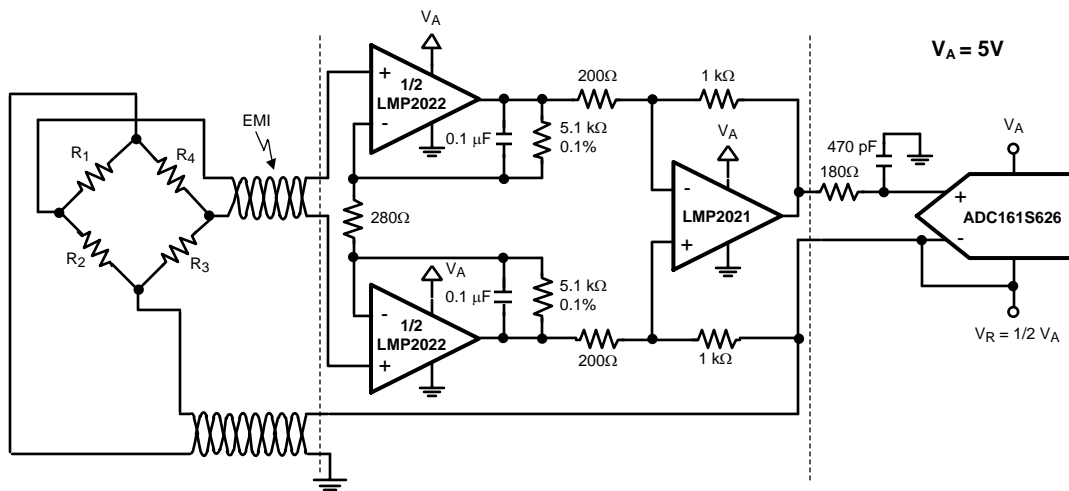 V_A = 5V
V_A
1/2
LMP2022
+
-
200Ω
1 kΩ
EMI
0.1 μF
5.1 kΩ
0.1%
V_A
470 pF
180Ω
V_A
R_1
R_4
R_2
R_3
280Ω
-
+
LMP2021
+
-
ADC161S626
V_A
0.1 μF
5.1 kΩ
0.1%
-
+
1/2
LMP2022
200Ω
1 kΩ
V_R = 1/2 V_A